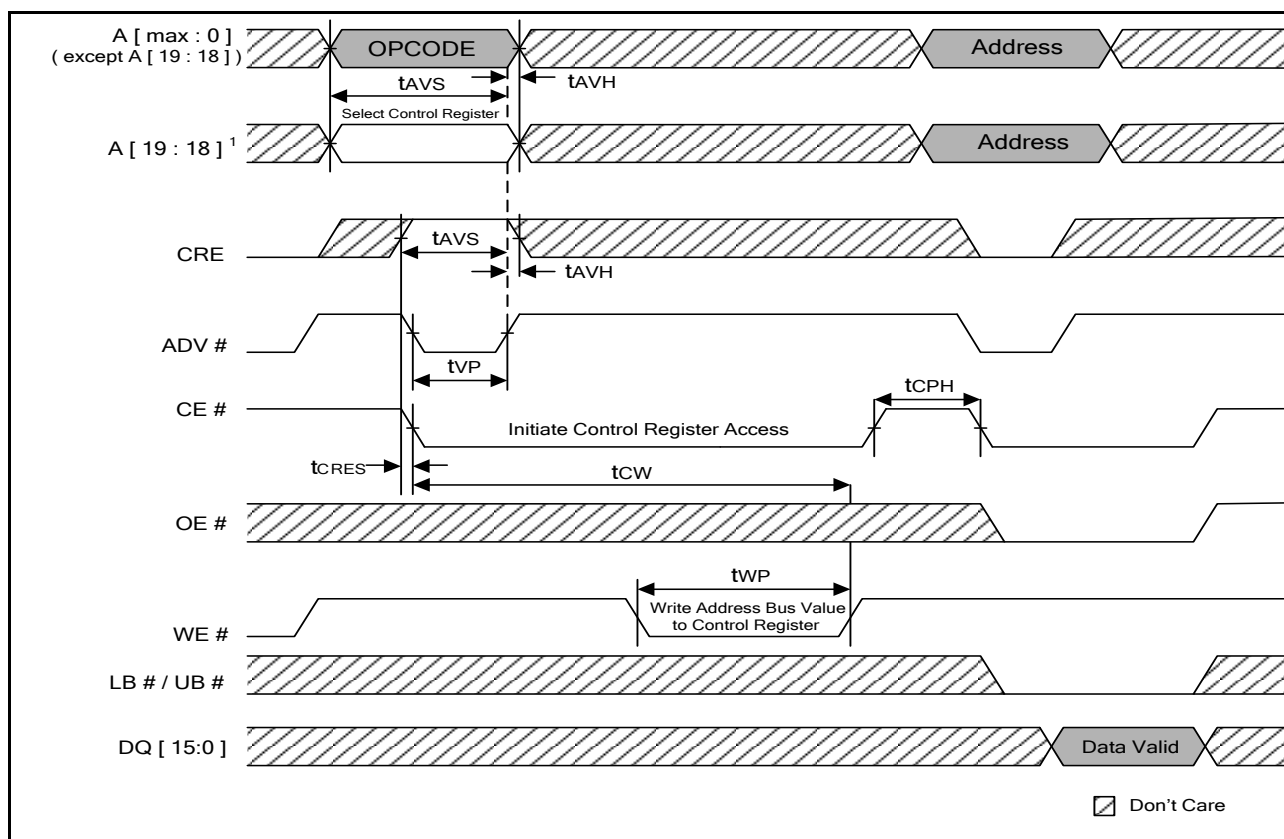 A [ max : 0 ]
( except A [ 19 : 18 ] )
OPCODE
Address
tAVS
tAVH
Select Control Register
A [ 19 : 18 ] 1
Address
CRE
tAVS
tAVH
ADV #
tVP
tCPH
CE #
Initiate Control Register Access
tCRES
tCW
OE #
tWP
Write Address Bus Value
to Control Register
WE #
LB # / UB #
DQ [ 15:0 ]
Data Valid
Don't Care